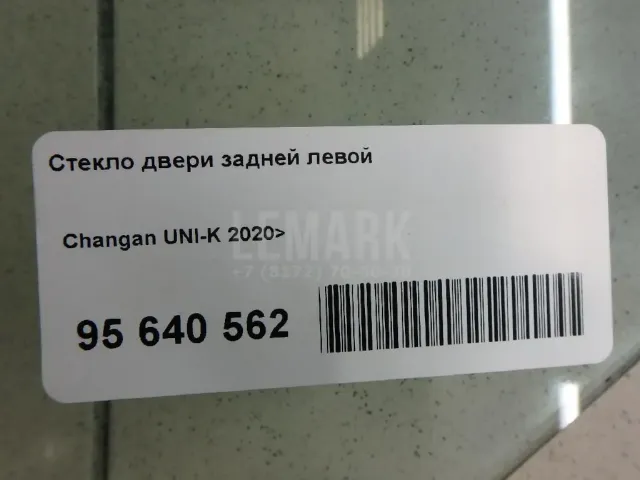 Стекло двери задней левой
LEMARK
Changan UNI-K 2020>
95 640 562